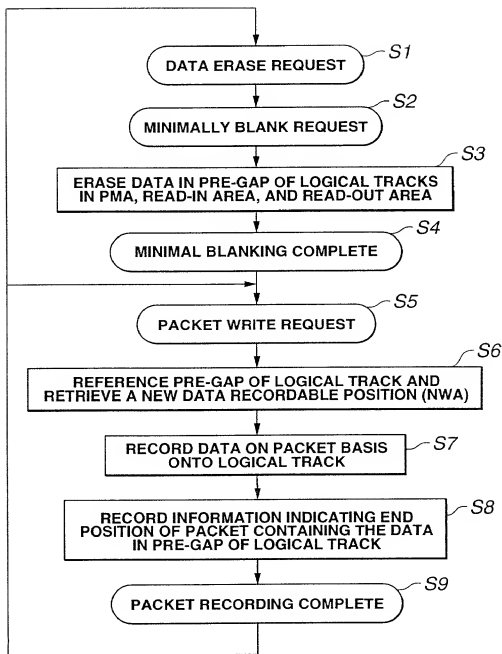 S1
DATA ERASE REQUEST
S2
MINIMALLY BLANK REQUEST
S3
ERASE DATA IN PRE-GAP OF LOGICAL TRACKS
IN PMA, READ-IN AREA, AND READ-OUT AREA
S4
MINIMAL BLANKING COMPLETE
S5
PACKET WRITE REQUEST
S6
REFERENCE PRE-GAP OF LOGICAL TRACK AND
RETRIEVE A NEW DATA RECORDABLE POSITION (NWA)
S7
RECORD DATA ON PACKET BASIS
ONTO LOGICAL TRACK
S8
RECORD INFORMATION INDICATING END
POSITION OF PACKET CONTAINING THE DATA
IN PRE-GAP OF LOGICAL TRACK
S9
PACKET RECORDING COMPLETE